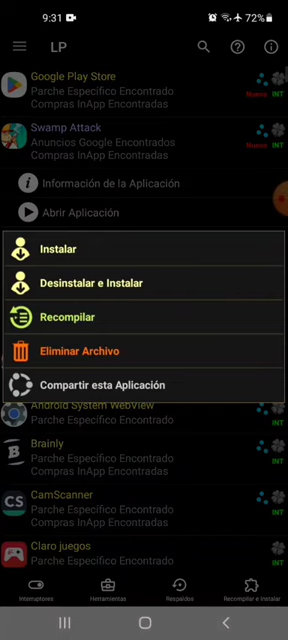 9:31
72%
LP
Google Play Store
Parche Específico Encontrado
Compras InApp Encontradas
Nuevo
INT
Swamp Attack
Anuncios Google Encontrados
Compras InApp Encontradas
Nuevo
INT
Información de la Aplicación
Abrir Aplicación
Instalar
Desinstalar e Instalar
Recompilar
Eliminar Archivo
Compartir esta Aplicación
Android System WebView
Parche Específico Encontrado
INT
Brainly
Parche Específico Encontrado
Compras InApp Encontradas
INT
CS
CamScanner
Parche Específico Encontrado
Compras InApp Encontradas
INT
Claro juegos
Parche Específico Encontrado
INT
Interruptores
Herramientas
Respaldos
Recompilar e Instalar